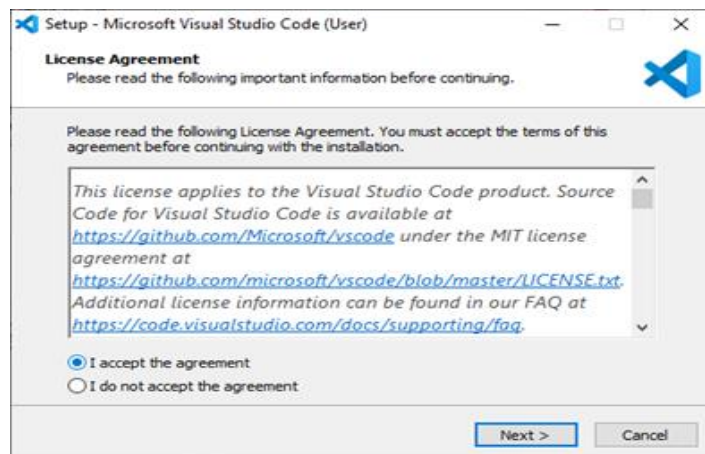 Setup - Microsoft Visual Studio Code (User)
License Agreement
Please read the following important information before continuing.
Please read the following License Agreement. You must accept the terms of this
agreement before continuing with the installation.
This license applies to the Visual Studio Code product. Source
Code for Visual Studio Code is available at
https://github.com/Microsoft/vscode under the MIT license
agreement at
https://github.com/microsoft/vscode/blob/master/LICENSE.txt.
Additional license information can be found in our FAQ at
https://code.visualstudio.com/docs/supporting/faq.
I accept the agreement
I do not accept the agreement
Next > Cancel